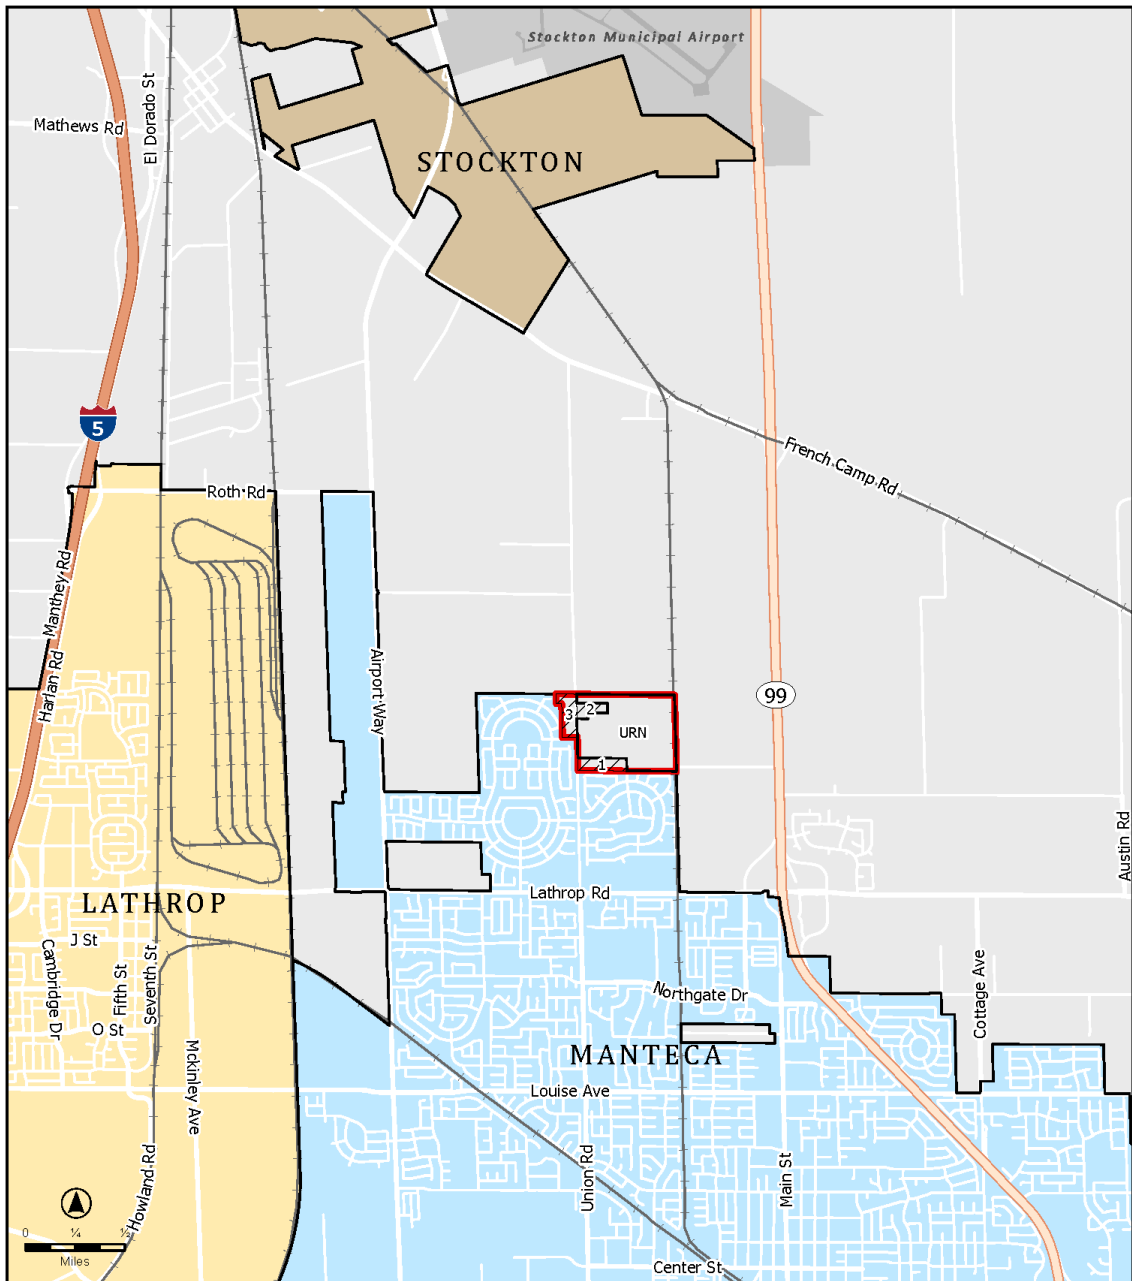 Stockton Municipal Airport
El Dorado St
Mathews Rd
STOCKTON
5
French Camp Rd
Roth Rd
Manthey Rd
Harlan Rd
Airport Way
99
3
2
URN
1
Austin Rd
Lathrop Rd
LATHROP
J St
Cambridge Dr
Fifth St
Seventh St
O St
Northgate Dr
Cottage Ave
MANTECA
Mckinley Ave
Louise Ave
Union Rd
Main St
Howland Rd
0 ¼ ½
Miles
Center St